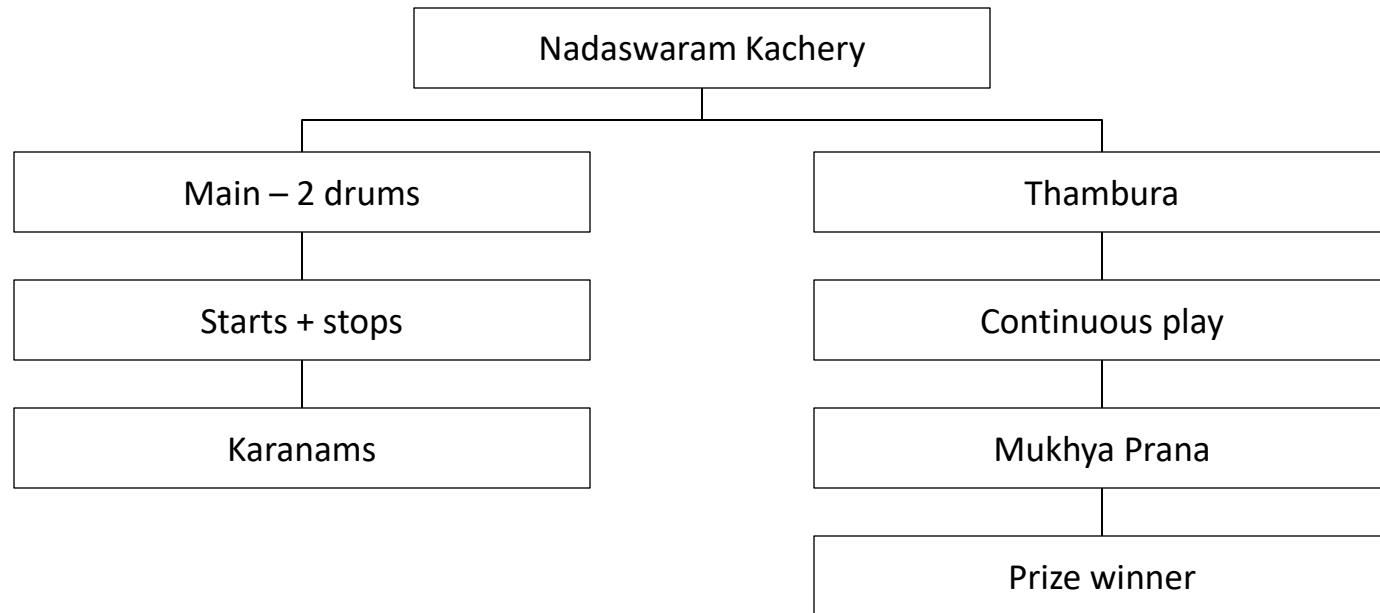 Nadaswaram Kachery
Main – 2 drums
Thambura
Starts + stops
Continuous play
Karanams
Mukhya Prana
Prize winner